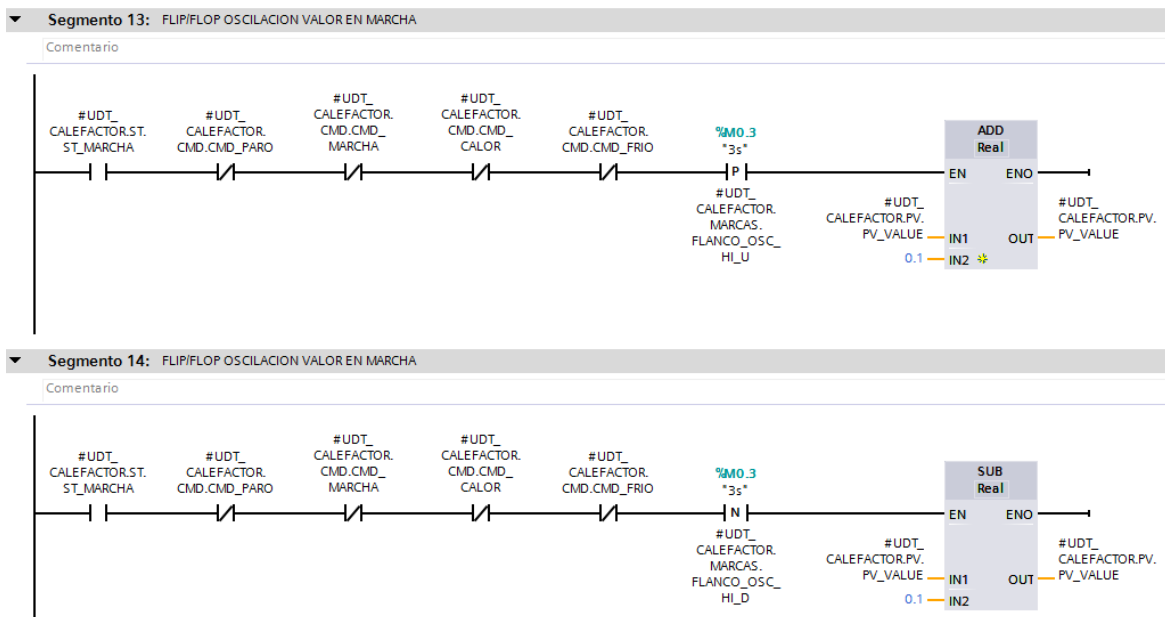 Segmento 13: FLIP/FLOP OSCILACION VALOR EN MARCHA
Comentario
#UDT_
CALEFACTOR.ST.
ST_MARCHA
#UDT_
CALEFACTOR.
CMD.CMD_PARO
#UDT_
CALEFACTOR.
CMD.CMD_
MARCHA
#UDT_
CALEFACTOR.
CMD.CMD_
CALOR
#UDT_
CALEFACTOR.
CMD.CMD_FRIO
%M0.3
"3s"
P
#UDT_
CALEFACTOR.
MARCAS.
FLANCO_OSC_
HI_U
ADD
Real
EN ENO
#UDT_
CALEFACTOR.PV.
PV_VALUE
IN1
0.1
IN2
OUT
#UDT_
CALEFACTOR.PV.
PV_VALUE
Segmento 14: FLIP/FLOP OSCILACION VALOR EN MARCHA
Comentario
#UDT_
CALEFACTOR.ST.
ST_MARCHA
#UDT_
CALEFACTOR.
CMD.CMD_PARO
#UDT_
CALEFACTOR.
CMD.CMD_
MARCHA
#UDT_
CALEFACTOR.
CMD.CMD_
CALOR
#UDT_
CALEFACTOR.
CMD.CMD_FRIO
%M0.3
"3s"
N
#UDT_
CALEFACTOR.
MARCAS.
FLANCO_OSC_
HI_D
SUB
Real
EN ENO
#UDT_
CALEFACTOR.PV.
PV_VALUE
IN1
0.1
IN2
OUT
#UDT_
CALEFACTOR.PV.
PV_VALUE